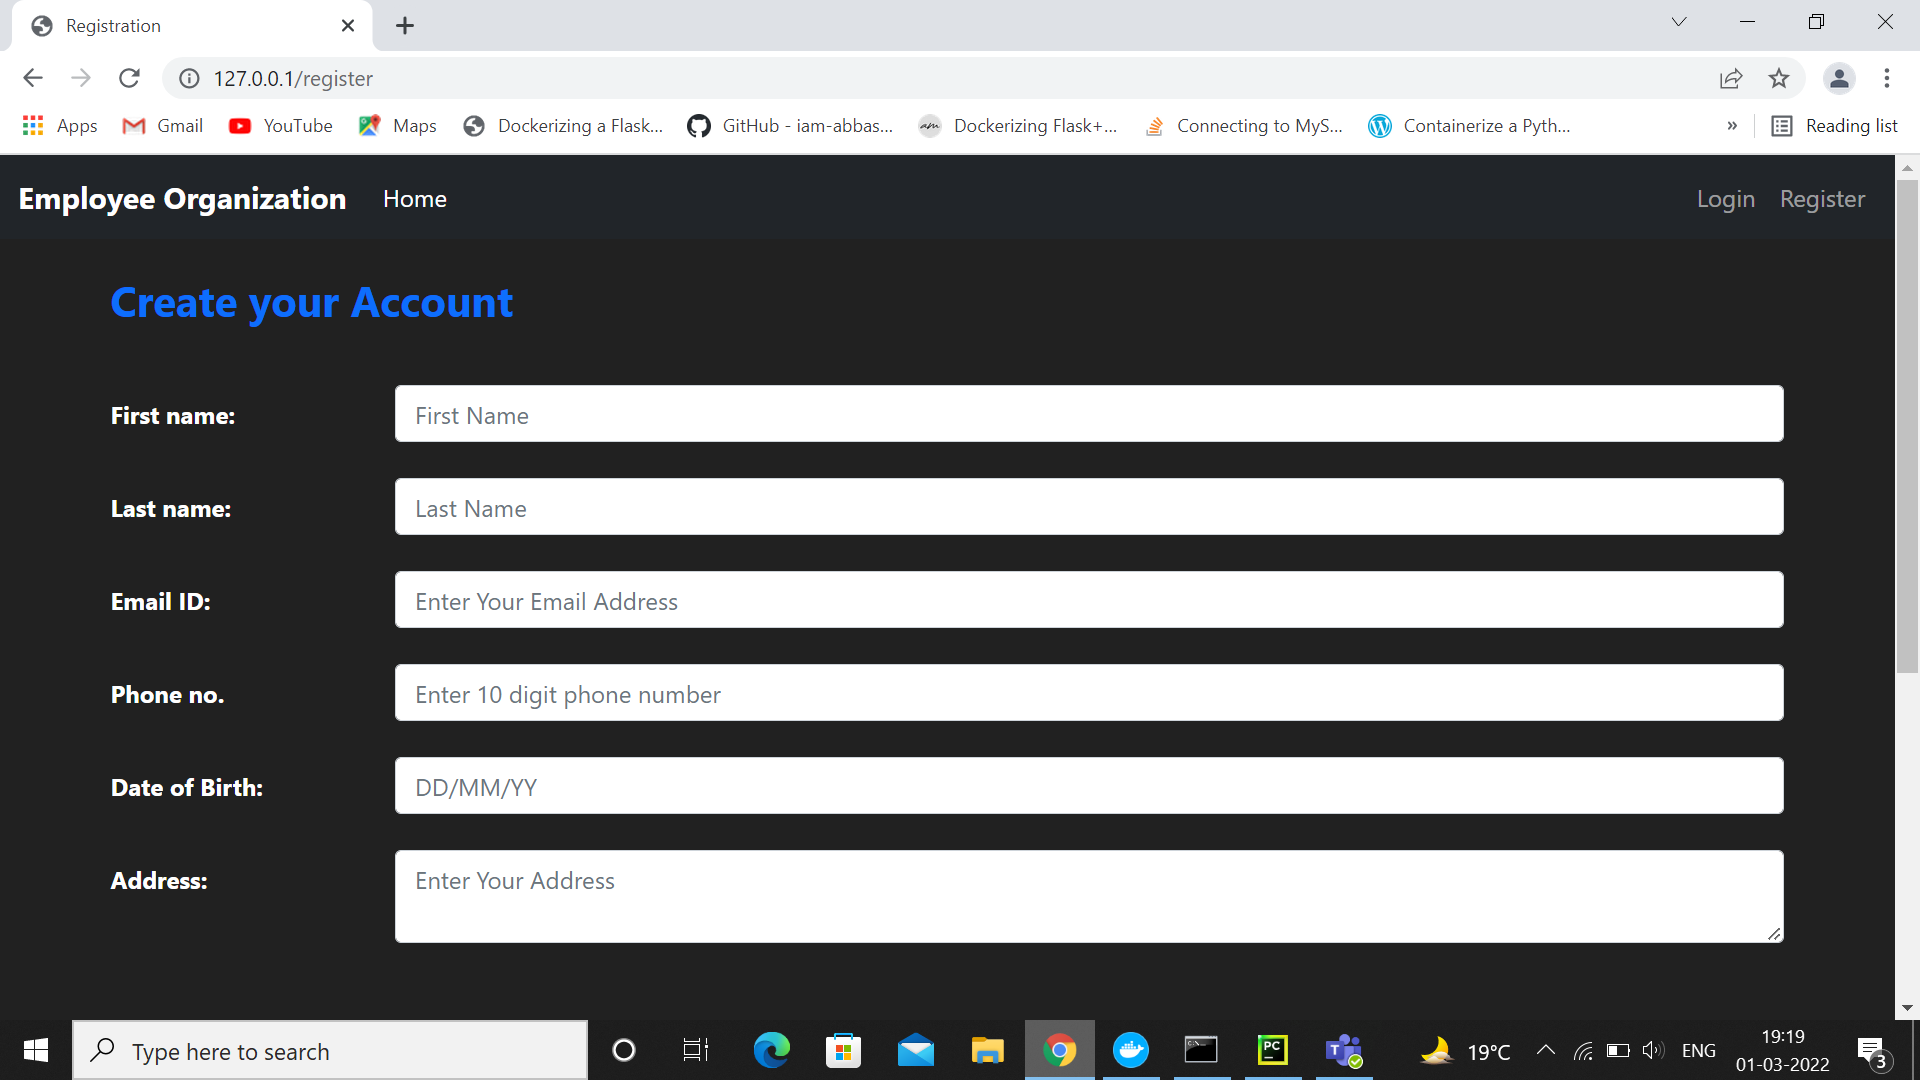 Registration
127.0.0.1/register
Apps Gmail YouTube Maps Dockerizing a Flask... GitHub - iam-abbas... am Dockerizing Flask+... Connecting to MyS... Containerize a Pyth... » Reading list
Employee Organization Home Login Register
Create your Account
First name: First Name
Last name: Last Name
Email ID: Enter Your Email Address
Phone no. Enter 10 digit phone number
Date of Birth: DD/MM/YY
Address: Enter Your Address
Type here to search
PC
T
19°C
ENG
19:19
01-03-2022
3